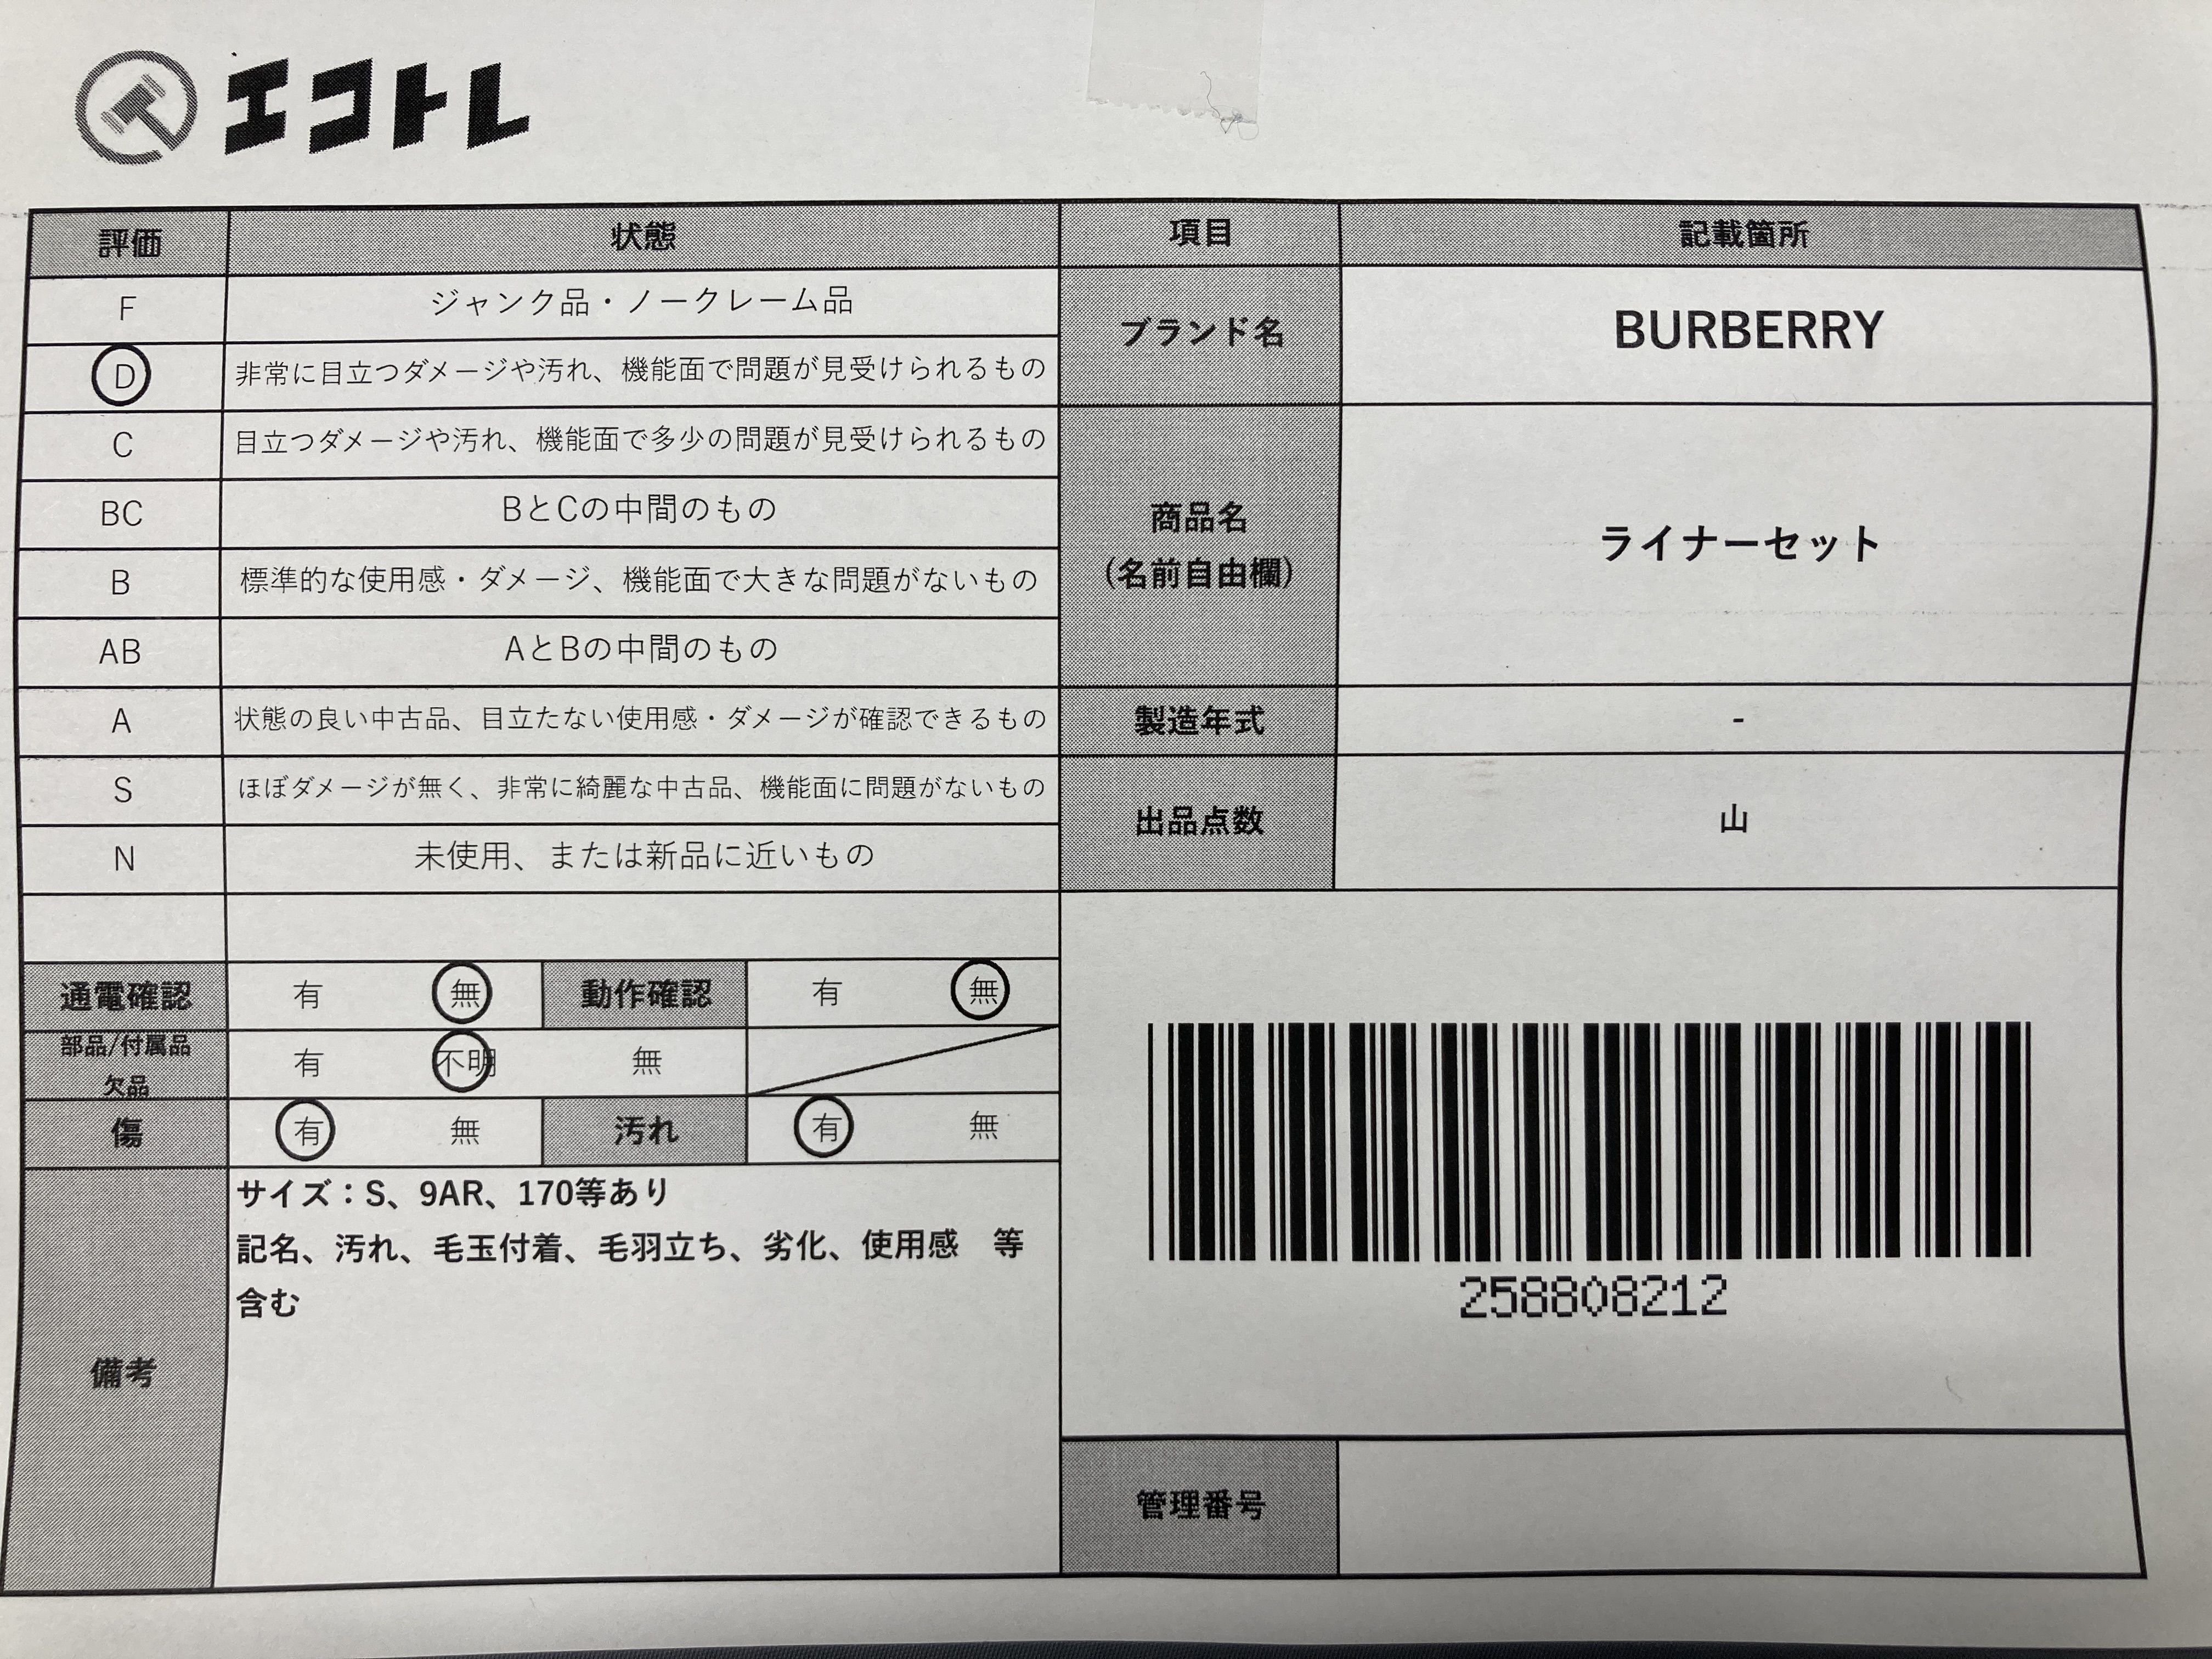 エコトレ
評価 状態 項目 記載箇所
F ジャンク品・ノークレーム品
D 非常に目立つダメージや汚れ、機能面で問題が見受けられるもの
ブランド名 BURBERRY
C 目立つダメージや汚れ、機能面で多少の問題が見受けられるもの
BC BとCの中間のもの
B 標準的な使用感・ダメージ、機能面で大きな問題がないもの
AB AとBの中間のもの
商品名
(名前自由欄)
ライナーセット
A 状態の良い中古品、目立たない使用感・ダメージが確認できるもの
製造年式 -
S ほぼダメージが無く、非常に綺麗な中古品、機能面に問題がないもの
N 未使用、または新品に近いもの
出品点数 山
通電確認 有 無 動作確認 有 無
部品/付属品
欠品
有 不明 無
傷 有 無 汚れ 有 無
備考
サイズ：S、9AR、170等あり
記名、汚れ、毛玉付着、毛羽立ち、劣化、使用感 等
含む
258808212
管理番号